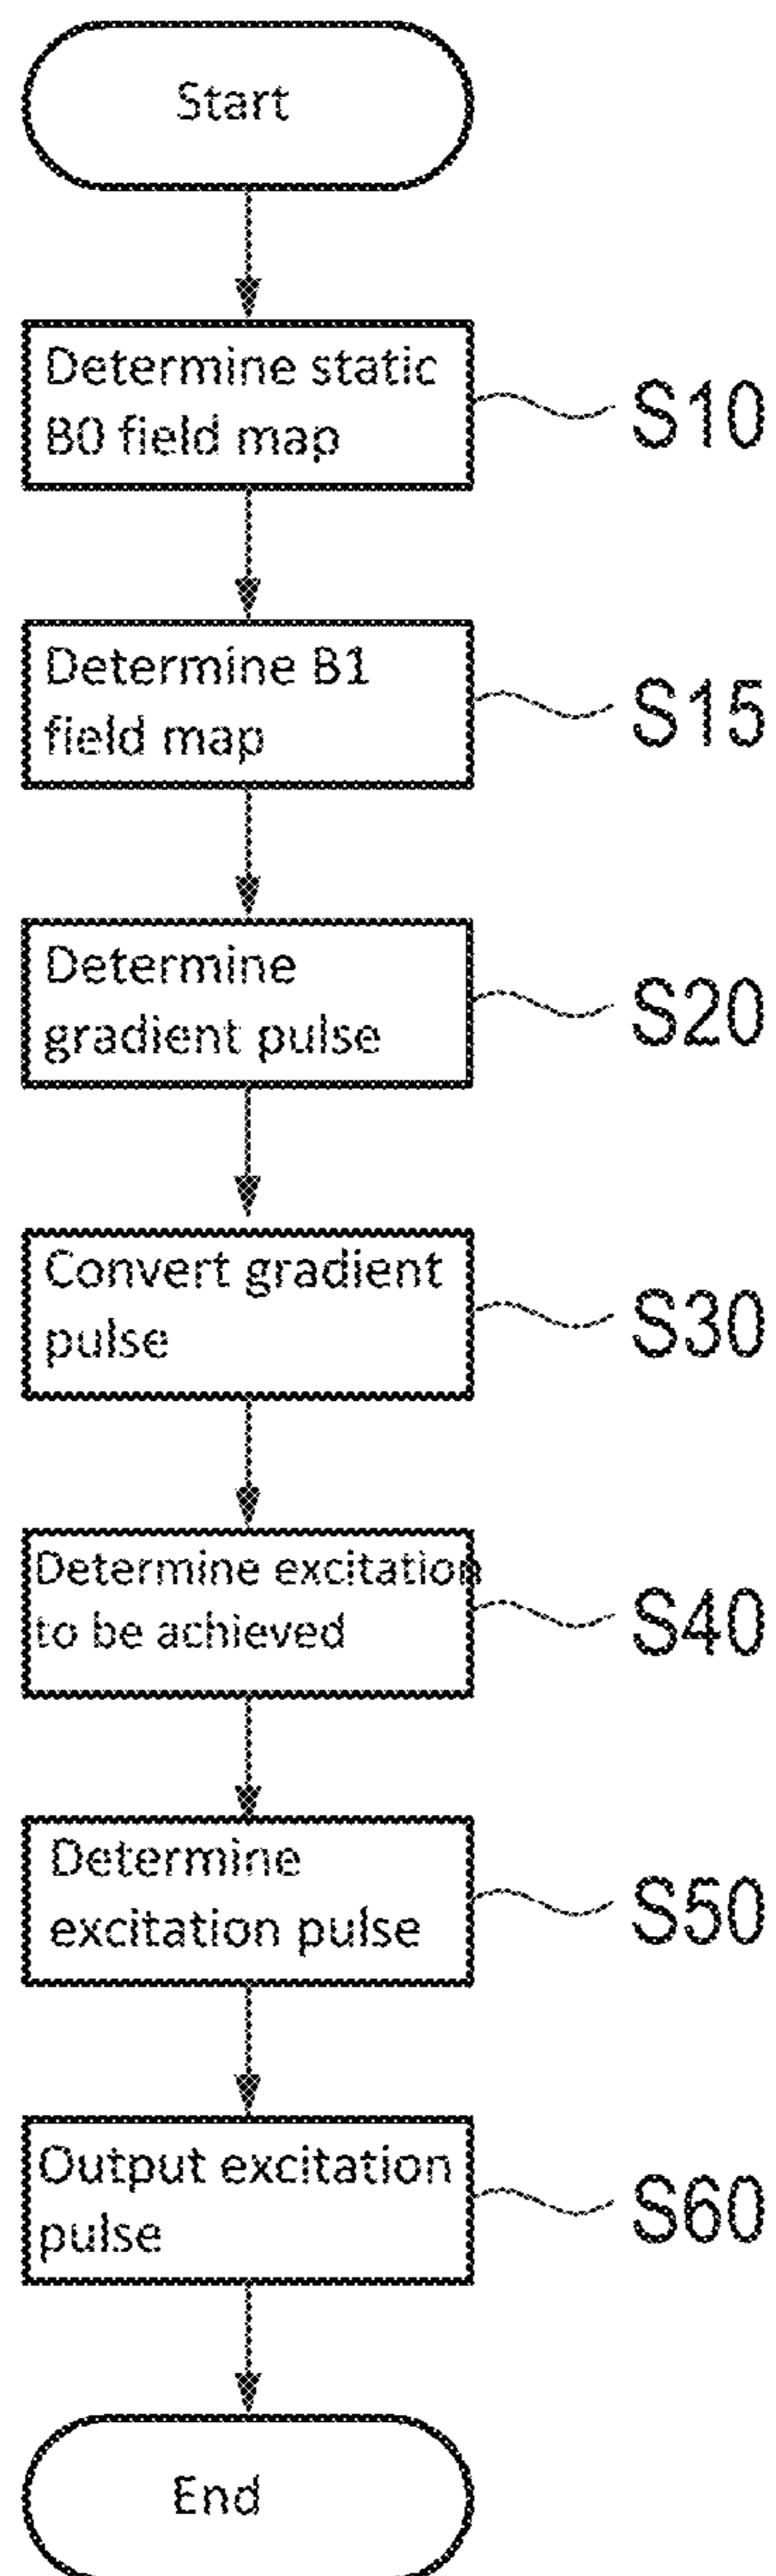 Start
Determine static
B0 field map
S10
Determine B1
field map
S15
Determine
gradient pulse
S20
Convert gradient
pulse
S30
Determine excitation
to be achieved
S40
Determine
excitation pulse
S50
Output excitation
pulse
S60
End